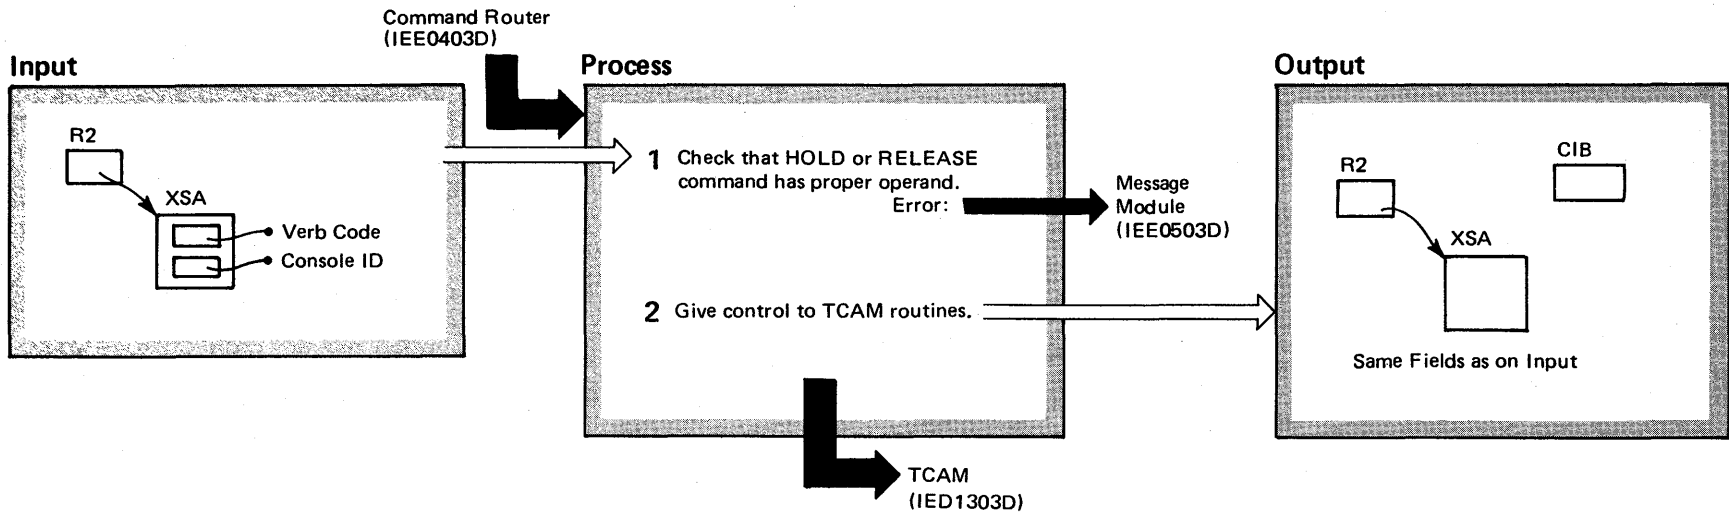 Command Router
(IEE0403D)
Input
Process
Output
R2
XSA
Verb Code
Console ID
1 Check that HOLD or RELEASE
command has proper operand.
Error:
Message
Module
(IEE0503D)
2 Give control to TCAM routines.
TCAM
(IED1303D)
R2
CIB
XSA
Same Fields as on Input